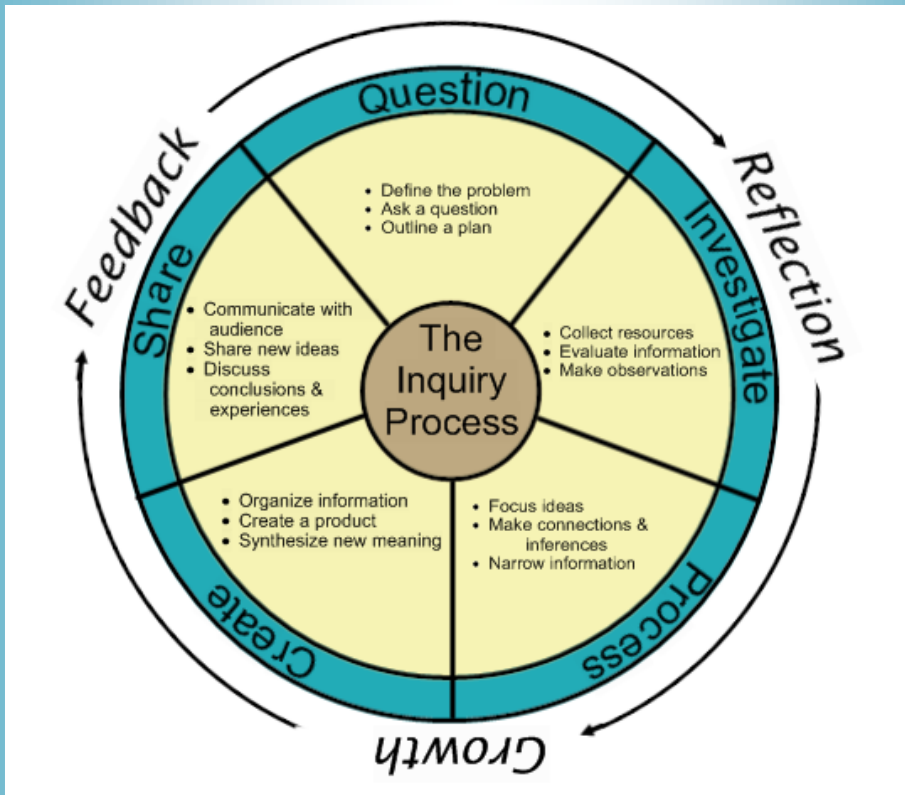 The
Inquiry
Process
Question
• Define the problem
• Ask a question
• Outline a plan
Reflection
Investigate
• Collect resources
• Evaluate information
• Make observations
Process
• Focus ideas
• Make connections &
inferences
• Narrow information
Growth
Create
• Organize information
• Create a product
• Synthesize new meaning
Share
• Communicate with
audience
• Share new ideas
• Discuss
conclusions &
experiences
Feedback